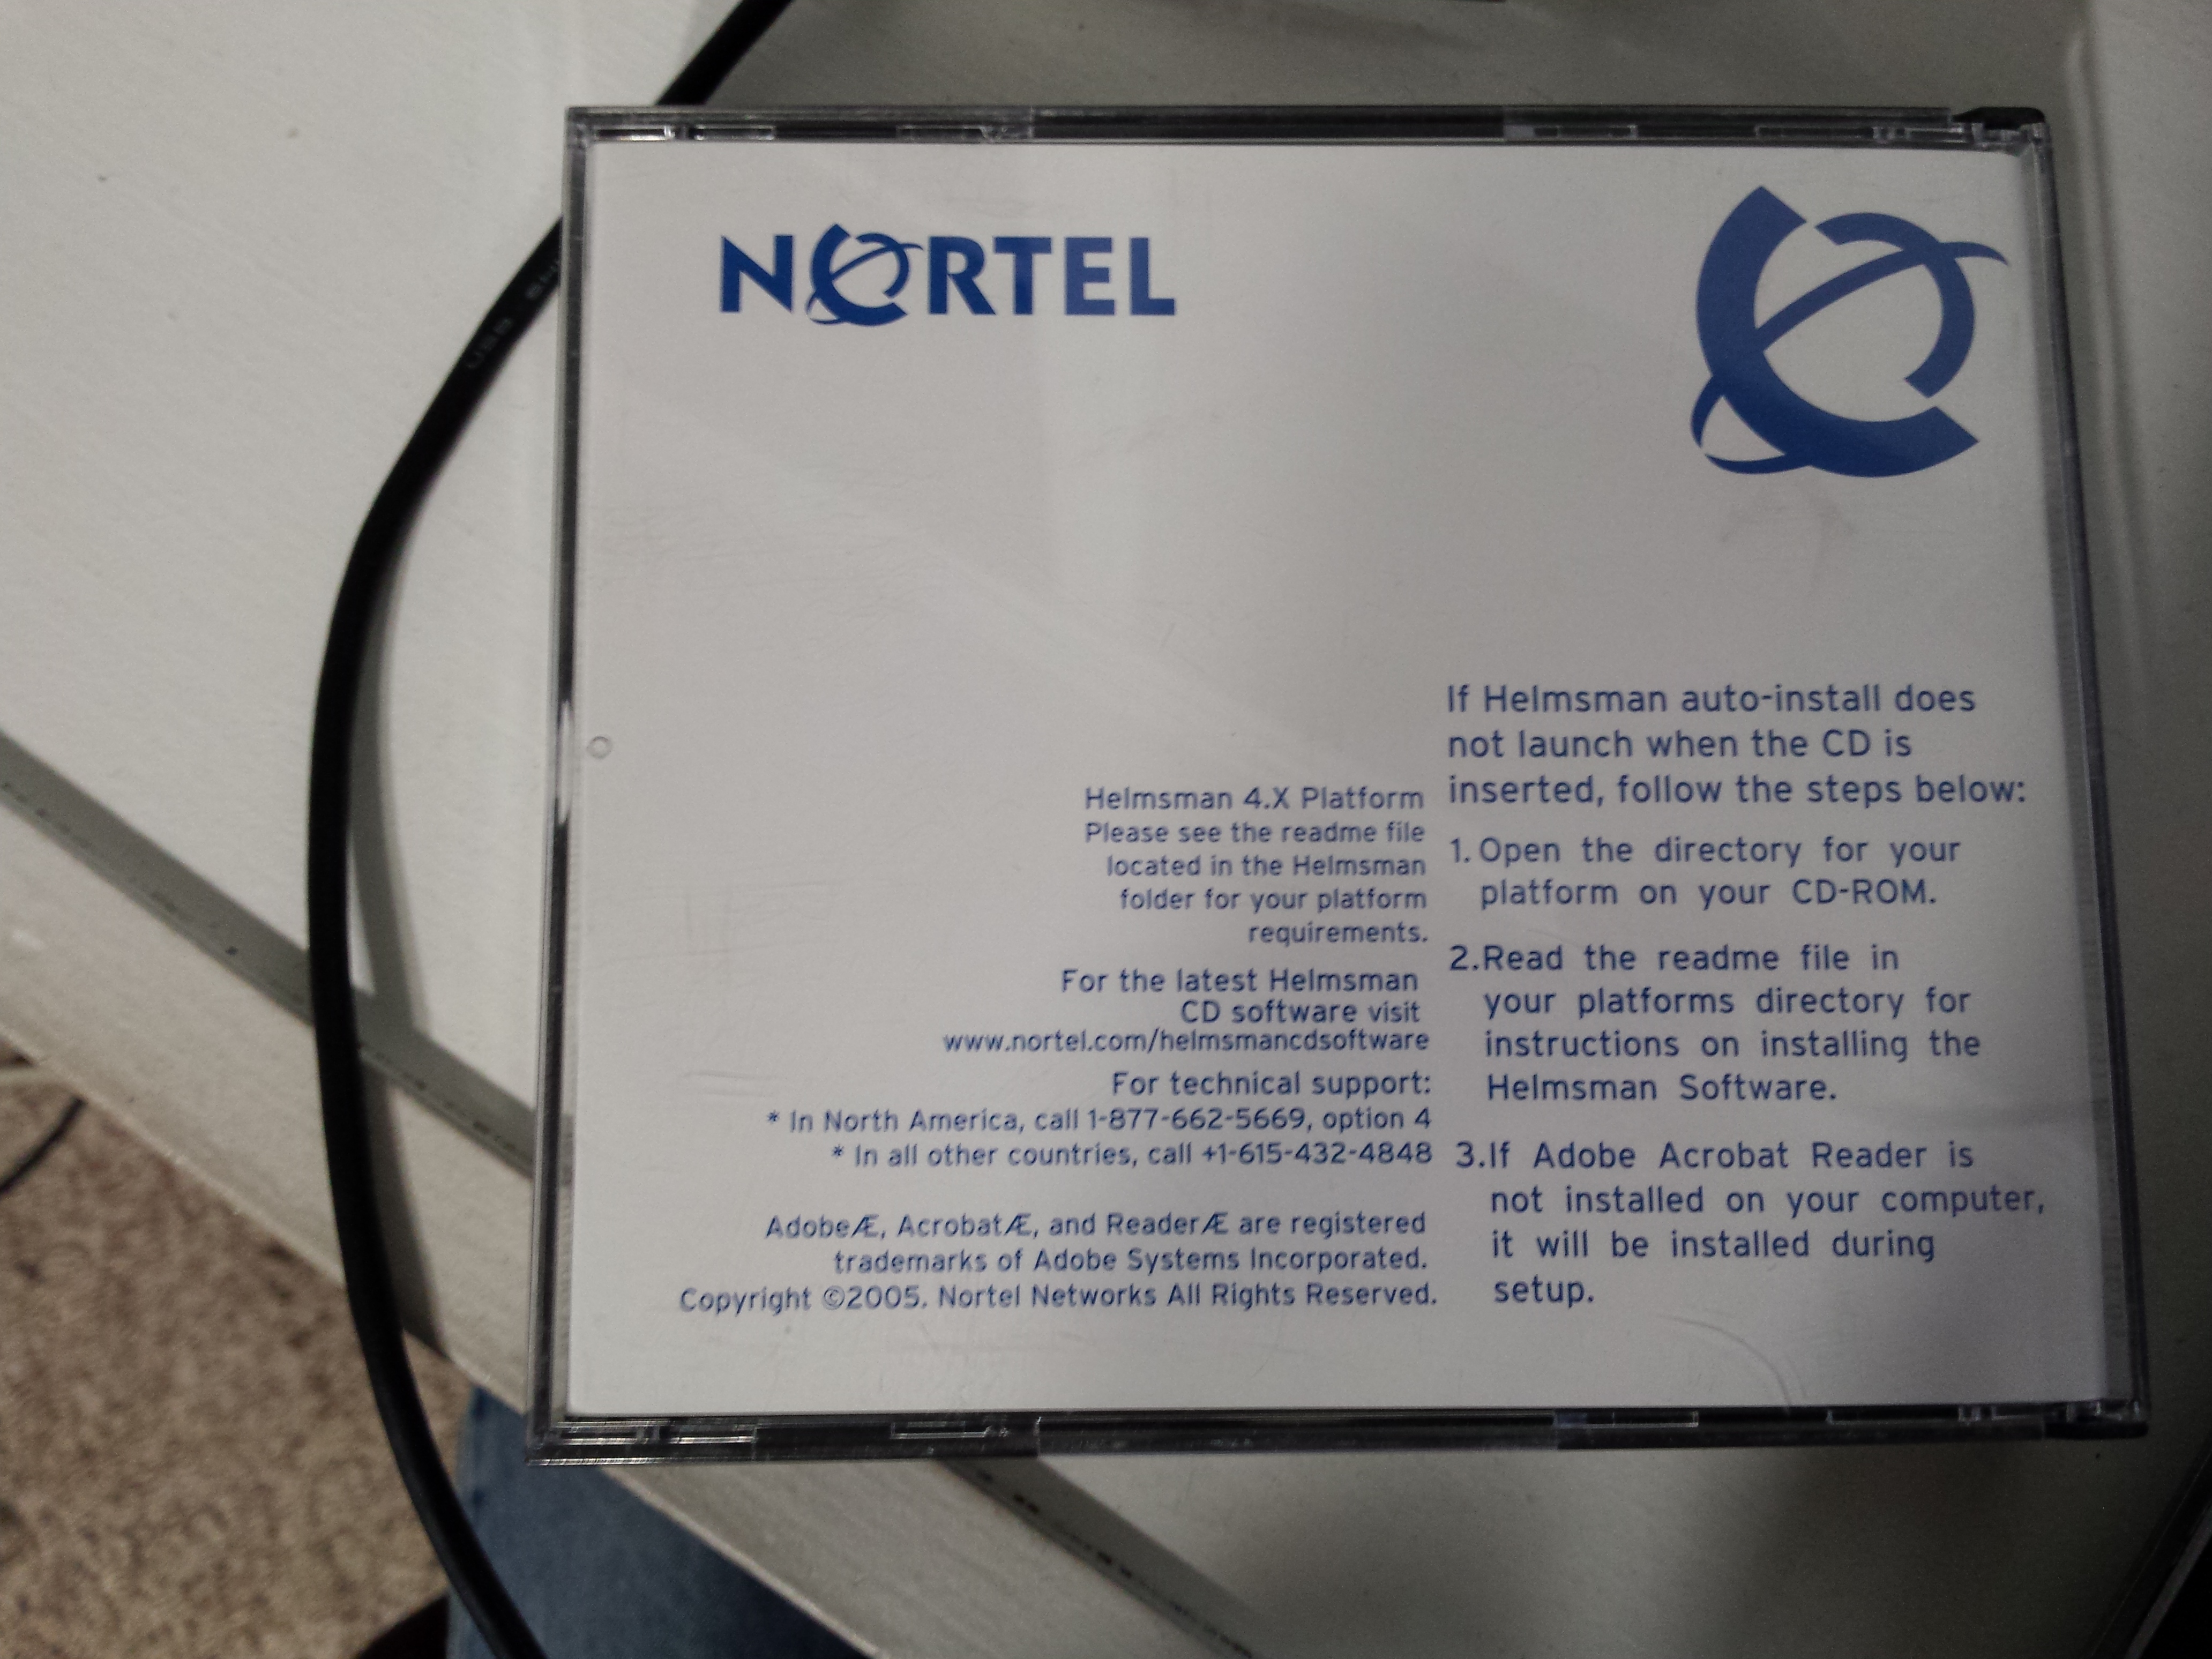 NORTEL
Helmsman 4.X Platform
Please see the readme file
located in the Helmsman
folder for your platform
requirements.
For the latest Helmsman
CD software visit
www.nortel.com/helmsmancdsoftware
For technical support:
* In North America, call 1-877-662-5669, option 4
* In all other countries, call +1-615-432-4848
AdobeÆ, AcrobatÆ, and ReaderÆ are registered
trademarks of Adobe Systems Incorporated.
Copyright ©2005. Nortel Networks All Rights Reserved.
If Helmsman auto-install does
not launch when the CD is
inserted, follow the steps below:
1. Open the directory for your
platform on your CD-ROM.
2.Read the readme file in
your platforms directory for
instructions on installing the
Helmsman Software.
3.If Adobe Acrobat Reader is
not installed on your computer,
it will be installed during
setup.
USB